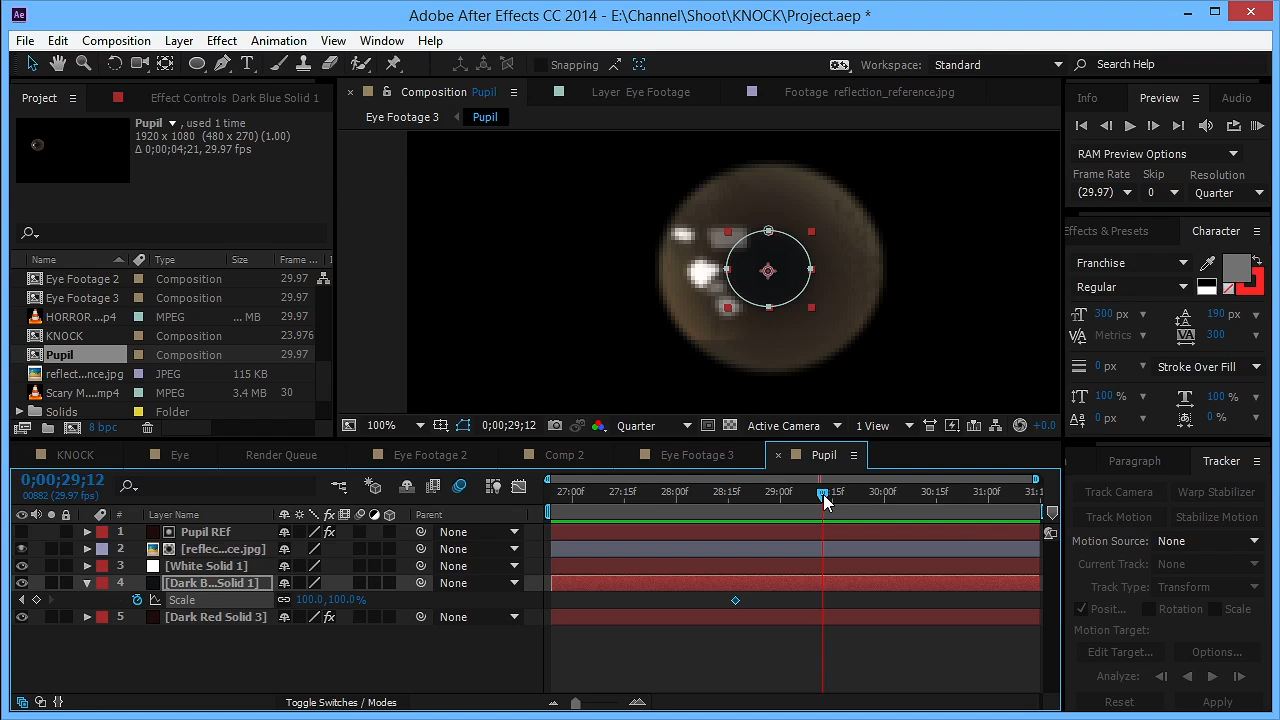 Ae Adobe After Effects CC 2014 - E:\Channel\Shoot\KNOCK\Project.aep *
File Edit Composition Layer Effect Animation View Window Help
T Snapping Workspace: Standard Search Help
Project Effect Controls Dark Blue Solid 1
Composition Pupil Layer Eye Footage Footage reflection_reference.jpg
Info Preview Audio
Pupil , used 1 time
1920 x 1080 (480 x 270) (1.00)
Δ 0;00;04;21, 29.97 fps
Eye Footage 3 Pupil
RAM Preview Options
Frame Rate Skip Resolution
(29.97) 0 Quarter
Effects & Presets Character
Name Type Size Frame ...
Eye Footage 2 Composition 29.97
Eye Footage 3 Composition 29.97
HORROR ...p4 MPEG ... MB 29.97
KNOCK Composition 23.976
Pupil Composition 29.97
reflect...nce.jpg JPEG 115 KB
Scary M....mp4 MPEG 3.4 MB 30
Solids Folder
8 bpc
Franchise
Regular
300 px 190 px
Metrics 300
0 px Stroke Over Fill
100 % 100 %
0 px 0 %
100% 0;00;29;12 Quarter Active Camera 1 View +0.0
KNOCK Eye Render Queue Eye Footage 2 Comp 2 Eye Footage 3 Pupil
Paragraph Tracker
0;00;29;12
00882 (29.97 fps)
27:00f 27:15f 28:00f 28:15f 29:00f 15f 30:00f 30:15f 31:00f 31:1
# Layer Name Parent
1 Pupil REf None
2 [reflec...ce.jpg] None
3 [White Solid 1] None
4 [Dark B...Solid 1] None
Scale 100.0,100.0%
5 [Dark Red Solid 3] None
Toggle Switches / Modes
Track Camera Warp Stabilizer
Track Motion Stabilize Motion
Motion Source: None
Current Track: None
Track Type: Transform
Posit... Rotation Scale
Motion Target:
Edit Target... Options...
Analyze:
Reset Apply